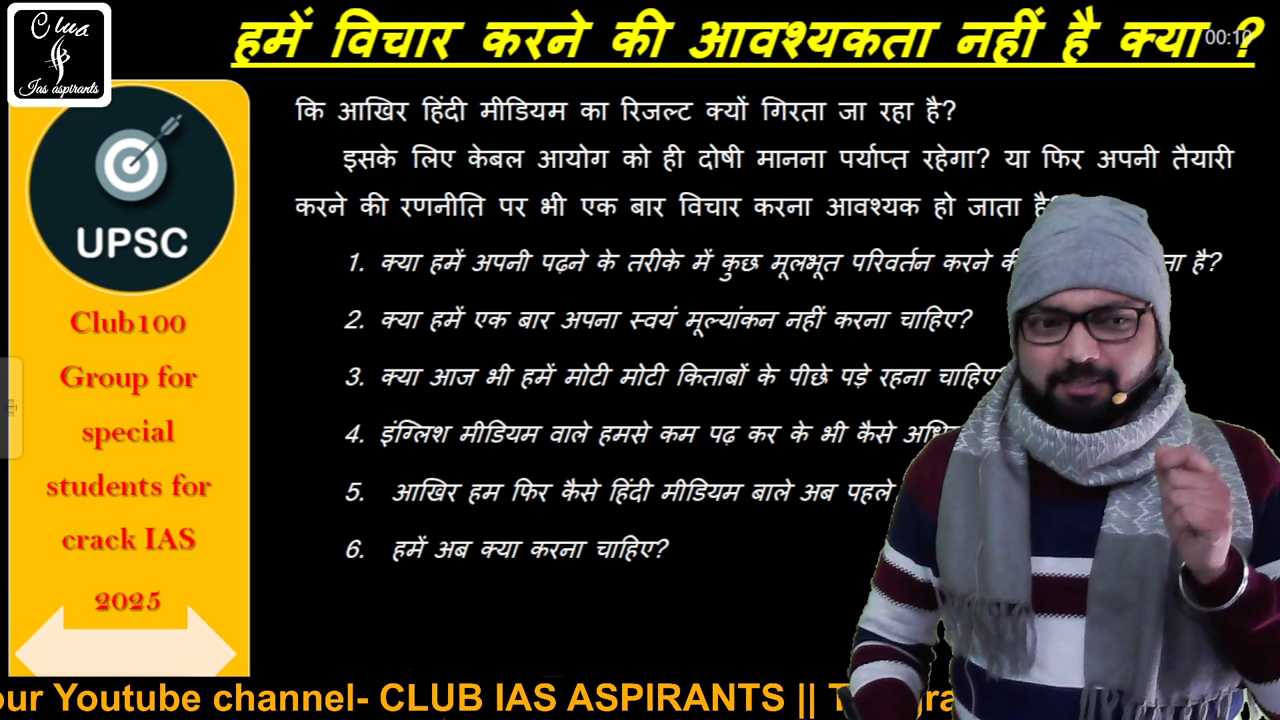 Club
Ias aspirants
हमें विचार करने की आवश्यकता नहीं है क्या ?
00:10
कि आखिर हिंदी मीडियम का रिजल्ट क्यों गिरता जा रहा है?
इसके लिए केबल आयोग को ही दोषी मानना पर्याप्त रहेगा? या फिर अपनी तैयारी
करने की रणनीति पर भी एक बार विचार करना आवश्यक हो जाता है
1. क्या हमें अपनी पढ़ने के तरीके में कुछ मूलभूत परिवर्तन करने है?
2. क्या हमें एक बार अपना स्वयं मूल्यांकन नहीं करना चाहिए?
3. क्या आज भी हमें मोटी मोटी किताबों के पीछे पड़े रहना चाहिए
4. इंग्लिश मीडियम वाले हमसे कम पढ़ कर के भी कैसे
5. आखिर हम फिर कैसे हिंदी मीडियम बाले अब पहले
6. हमें अब क्या करना चाहिए?
UPSC
Club100
Group for
special
students for
crack IAS
2025
our Youtube channel- CLUB IAS ASPIRANTS ||